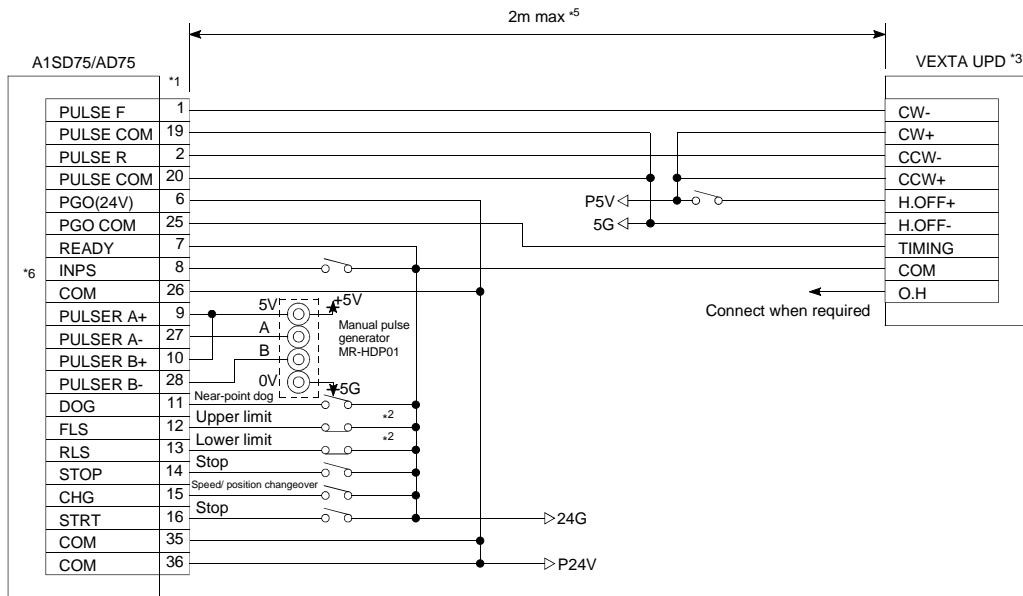 2m max *5
A1SD75/AD75
VEXTA UPD *3
*1
PULSE F 1
CW-
PULSE COM 19
CW+
PULSE R 2
CCW-
PULSE COM 20
CCW+
PGO(24V) 6
P5V
H.OFF+
PGO COM 25
5G
H.OFF-
READY 7
TIMING
*6
INPS 8
COM
COM 26
O.H
Connect when required
PULSER A+ 9
5V
+5V
PULSER A- 27
A
Manual pulse
generator
MR-HDP01
PULSER B+ 10
B
PULSER B- 28
0V
5G
DOG 11
Near-point dog
FLS 12
Upper limit
*2
RLS 13
Lower limit
*2
STOP 14
Stop
CHG 15
Speed/ position changeover
STRT 16
Stop
24G
COM 35
COM 36
P24V